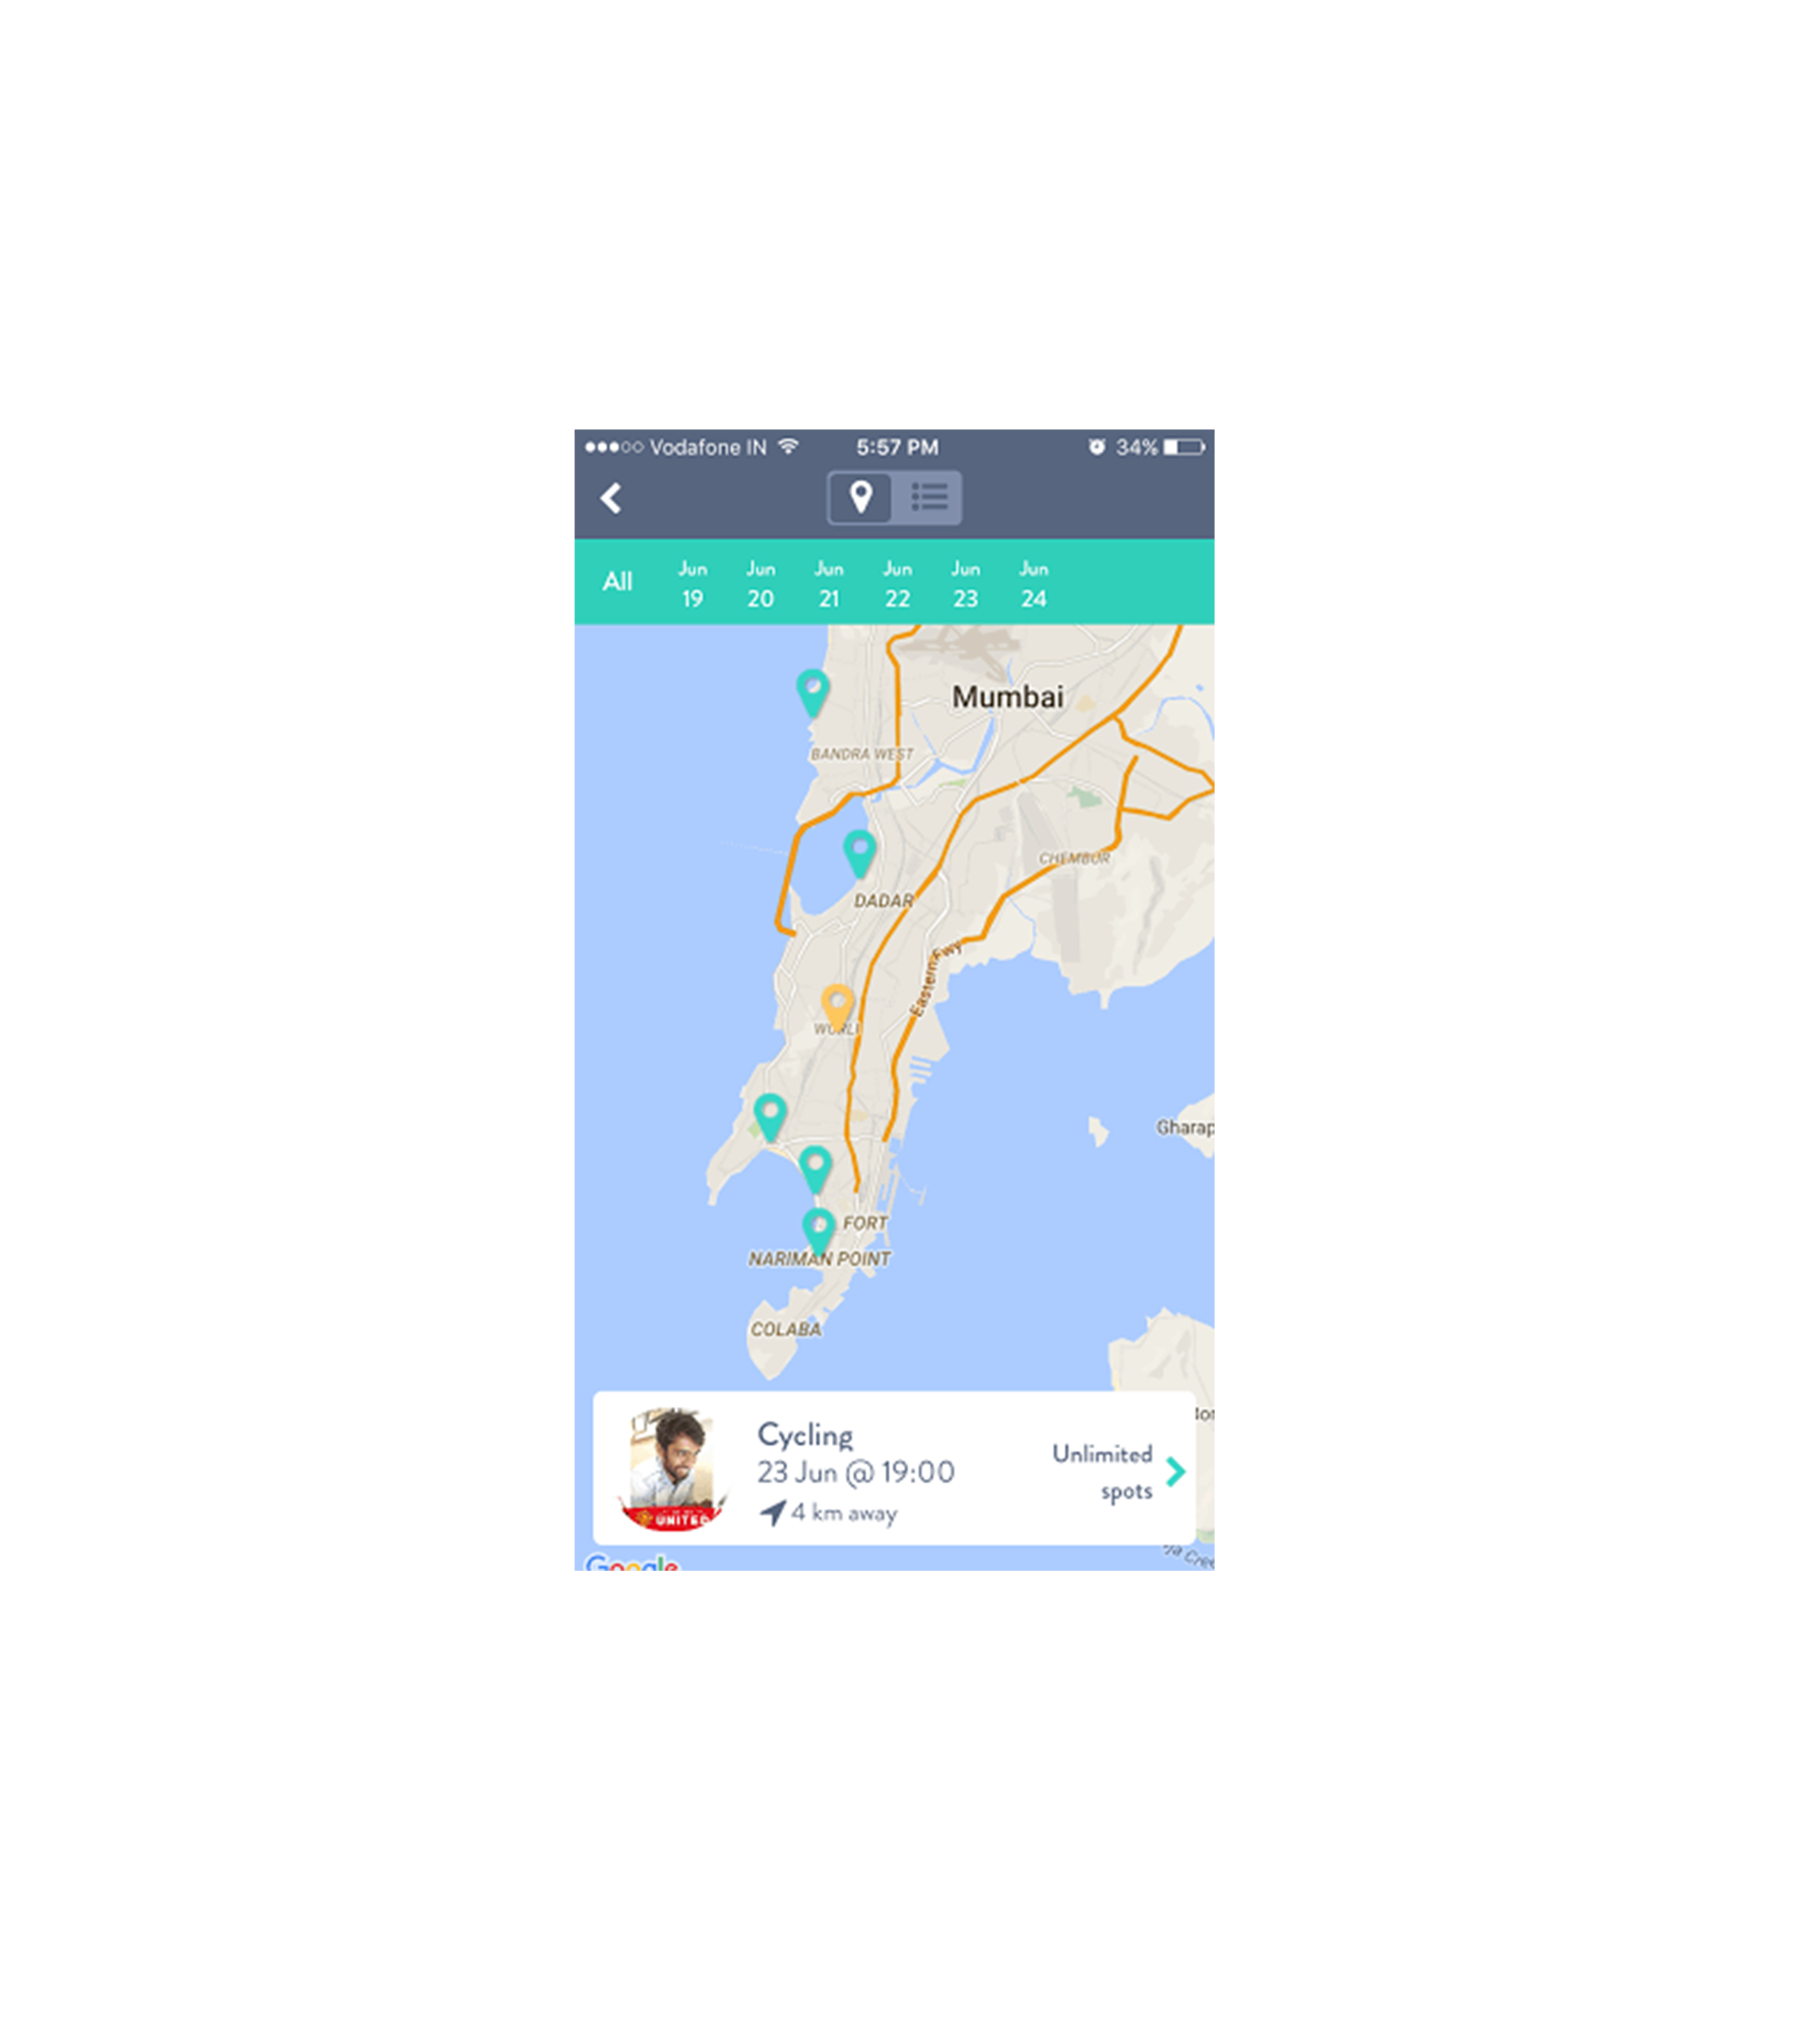 Vodafone IN 5:57 PM 34%
All
Jun Jun Jun Jun Jun Jun
19 20 21 22 23 24
Mumbai
BANDRA WEST
CHEMBUR
DADAR
Eastern Fwy
WORLI
Gharap
FORT
NARIMAN POINT
COLABA
Cycling
23 Jun @ 19:00
4 km away
Unlimited
spots
UNITED
Google